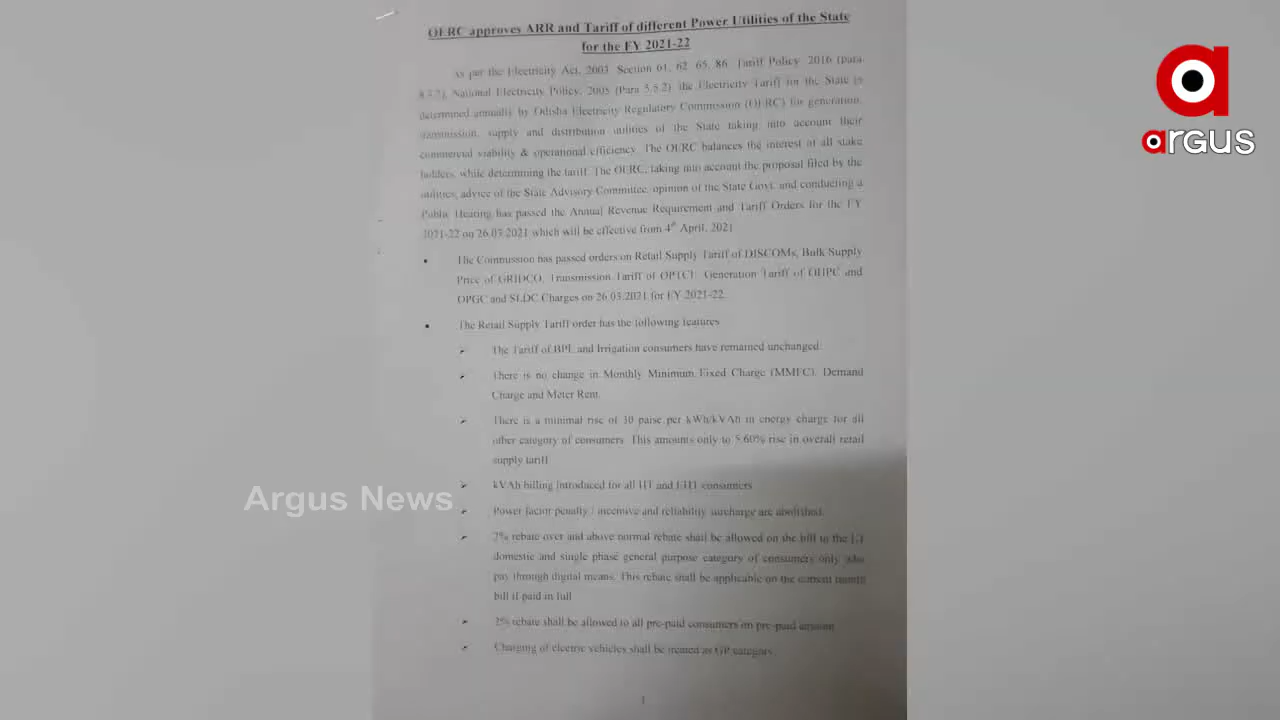 OERC approves ARR and Tariff of different Power Utilities of the State
for the FY 2021-22
As per the Electricity Act, 2003 Section 61, 62, 65, 86 Tariff Policy, 2016 (Para
National Electricity Policy, 2005 (Para 5.8.2), the Electricity Tariff for the State is
determined annually by Odisha Electricity Regulatory Commission (OERC) for generation,
transmission, supply and distribution utilities of the State taking into account their
commercial viability & operational efficiency. The OERC balances the interest of all stake
holders, while determining the tariff. The OERC, taking into account the proposal filed by the
utilities, advice of the State Advisory Committee, opinion of the State Govt. and conducting a
Public Hearing has passed the Annual Revenue Requirement and Tariff Orders for the FY
2021-22 on 26.03.2021 which will be effective from 4th April, 2021
• The Commission has passed orders on Retail Supply Tariff of DISCOMs, Bulk Supply
Price of GRIDCO, Transmission Tariff of OPTCL, Generation Tariff of OHPC and
OPGC and SLDC Charges on 26.03.2021 for FY 2021-22.
• The Retail Supply Tariff order has the following features
➢ The Tariff of BPL and Irrigation consumers have remained unchanged.
➢ There is no change in Monthly Minimum Fixed Charge (MMFC), Demand
Charge and Meter Rent.
➢ There is a minimal rise of 30 paise per kWh/kVAh in energy charge for all
other category of consumers. This amounts only to 5.60% rise in overall retail
supply tariff
➢ kVAh billing introduced for all HT and EHT consumers
➢ Power factor penalty / incentive and reliability surcharge are abolished.
➢ 2% rebate over and above normal rebate shall be allowed on the bill to the LT
domestic and single phase general purpose category of consumers only who
pay through digital means. This rebate shall be applicable on the current month
bill if paid in full
➢ 2% rebate shall be allowed to all pre-paid consumers on pre-paid amount
➢ Charging of electric vehicles shall be treated as GP category.
1
argus
Argus News